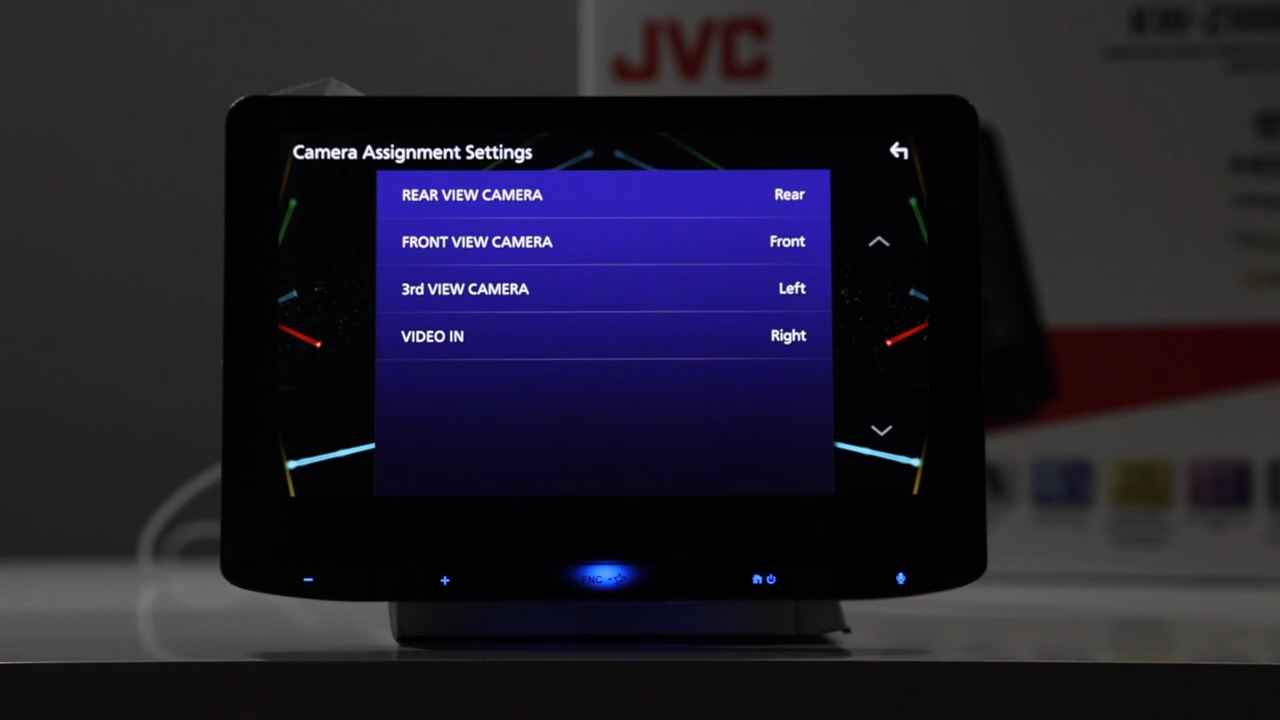 JVC
Camera Assignment Settings
REAR VIEW CAMERA Rear
FRONT VIEW CAMERA Front
3rd VIEW CAMERA Left
VIDEO IN Right
FNC